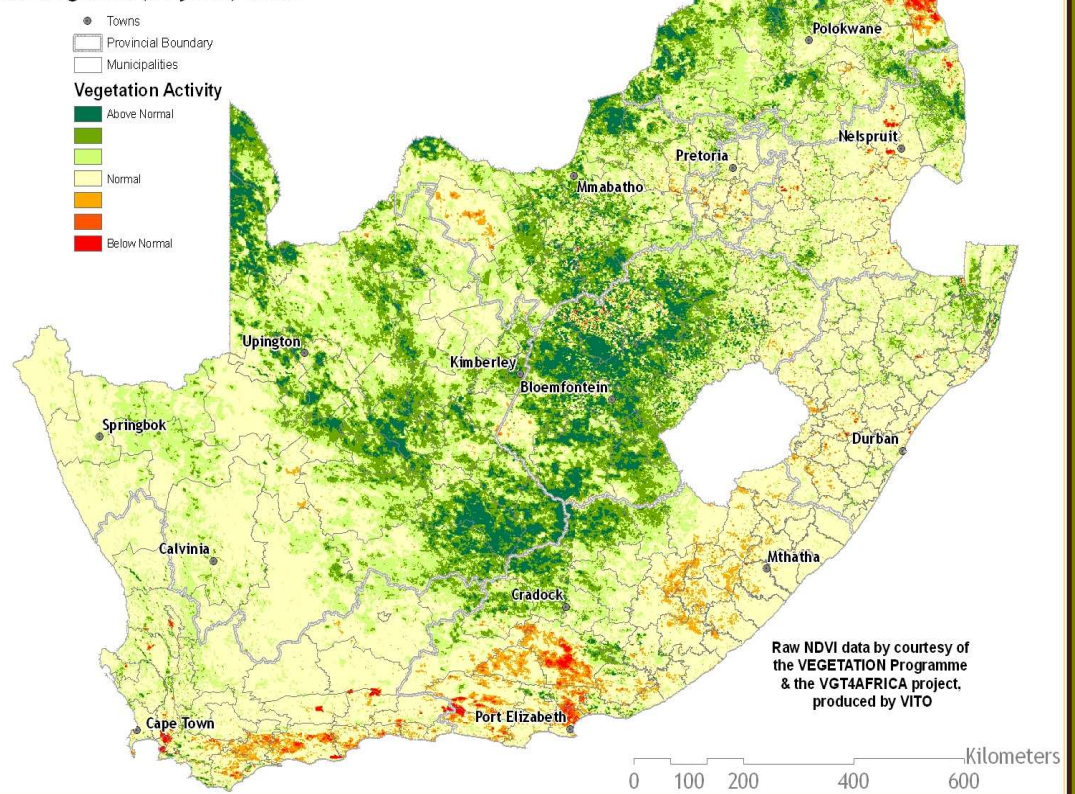 Towns
Provincial Boundary
Municipalities
Vegetation Activity
Above Normal
Normal
Below Normal
Polokwane
Nelspruit
Pretoria
Mmabatho
Upington
Kimberley
Bloemfontein
Springbok
Durban
Calvinia
Mthatha
Cradock
Raw NDVI data by courtesy of
the VEGETATION Programme
& the VGT4AFRICA project,
produced by VITO
Port Elizabeth
Cape Town
Kilometers
0 100 200 400 600